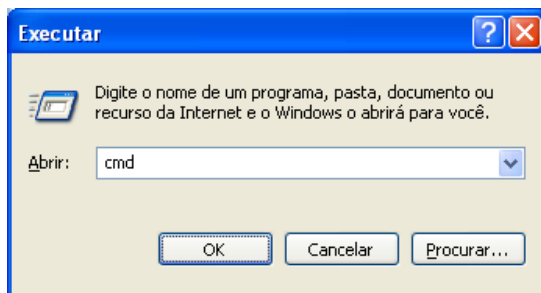 Executar
Digite o nome de um programa, pasta, documento ou
recurso da Internet e o Windows o abrirá para você.
Abrir: cmd
OK Cancelar Procurar...